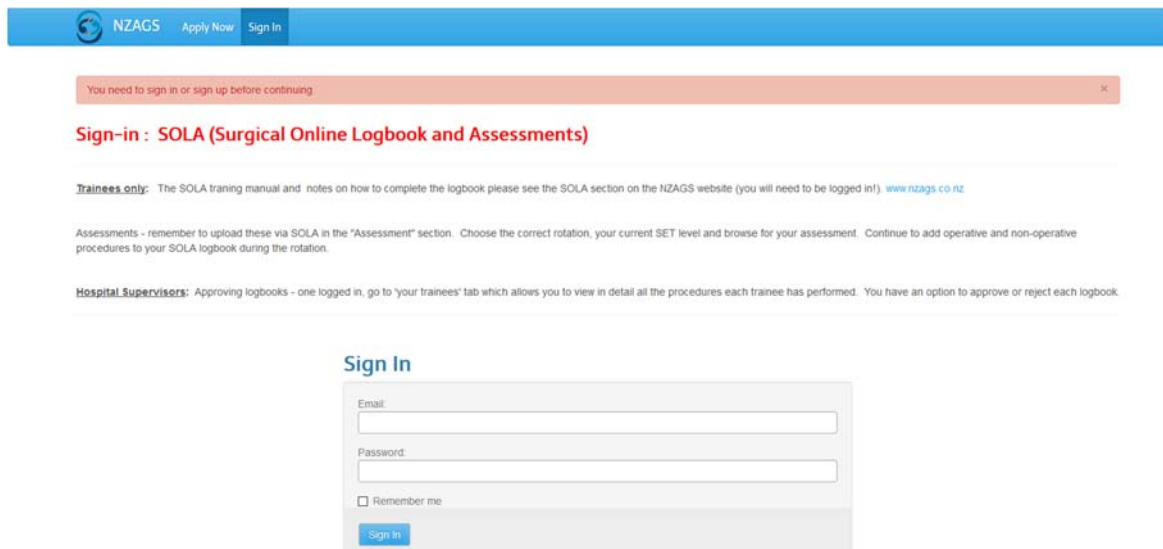 NZAGS Apply Now Sign In
You need to sign in or sign up before continuing ×
Sign-in : SOLA (Surgical Online Logbook and Assessments)
Trainees only: The SOLA traning manual and notes on how to complete the logbook please see the SOLA section on the NZAGS website (you will need to be logged in!). www.nzags.co.nz
Assessments - remember to upload these via SOLA in the "Assessment" section. Choose the correct rotation, your current SET level and browse for your assessment. Continue to add operative and non-operative
procedures to your SOLA logbook during the rotation.
Hospital Supervisors: Approving logbooks - one logged in, go to 'your trainees' tab which allows you to view in detail all the procedures each trainee has performed. You have an option to approve or reject each logbook.
Sign In
Email:
Password:
Remember me
Sign In